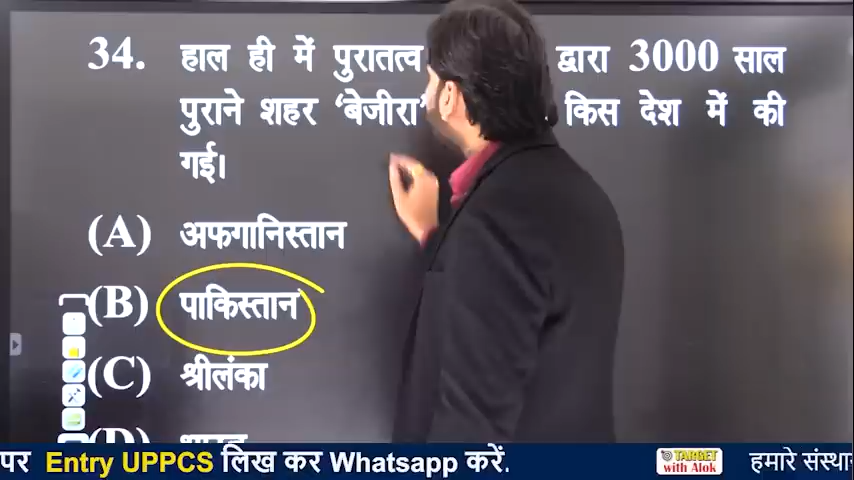 34. हाल ही में पुरातत्व द्वारा 3000 साल
पुराने शहर ‘बेजीरा’ किस देश में की
गई।
(A) अफगानिस्तान
(B) पाकिस्तान
(C) श्रीलंका
(D)
पर Entry UPPCS लिख कर Whatsapp करें.
TARGET
with Alok
हमारे